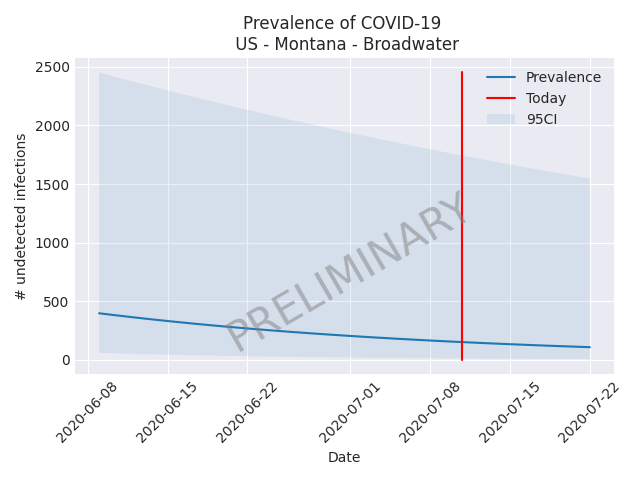 Prevalence of COVID-19
US - Montana - Broadwater
2500
2000
1500
1000
500
0
# undetected infections
Prevalence
Today
95CI
PRELIMINARY
2020-06-08
2020-06-15
2020-06-22
2020-07-01
2020-07-08
2020-07-15
2020-07-22
Date